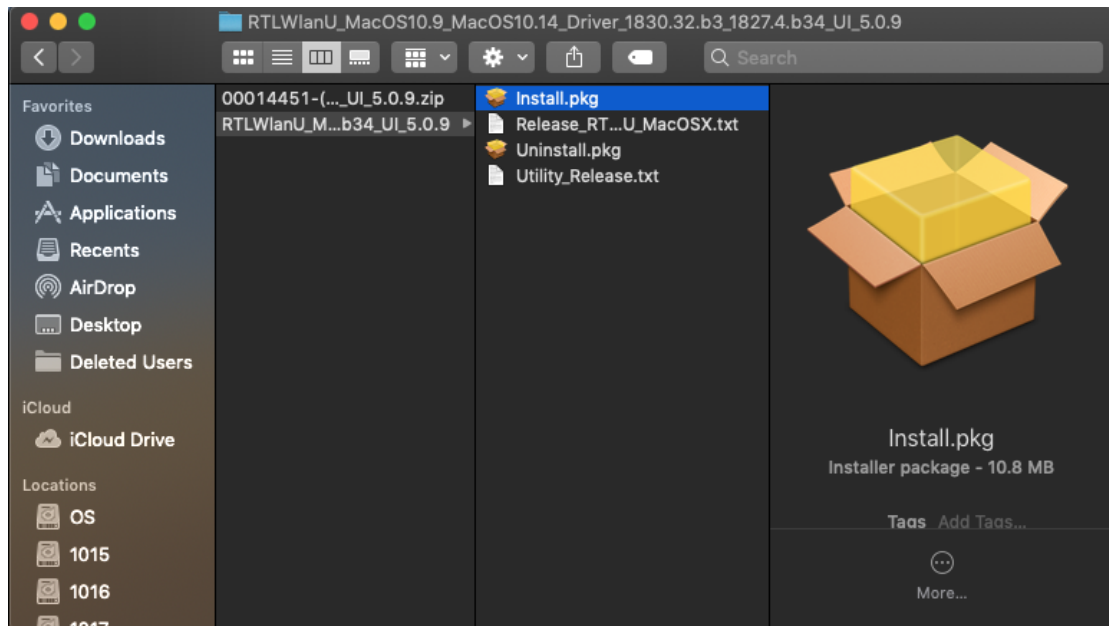 RTLWlanU_MacOS10.9_MacOS10.14_Driver_1830.32.b3_1827.4.b34_UI_5.0.9
Search
Favorites
Downloads
Documents
Applications
Recents
AirDrop
Desktop
Deleted Users
iCloud
iCloud Drive
Locations
OS
1015
1016
1017
00014451-(..._UI_5.0.9.zip
RTLWlanU_M...b34_UI_5.0.9
Install.pkg
Release_RT...U_MacOSX.txt
Uninstall.pkg
Utility_Release.txt
Install.pkg
Installer package - 10.8 MB
Tags Add Tags...
More...